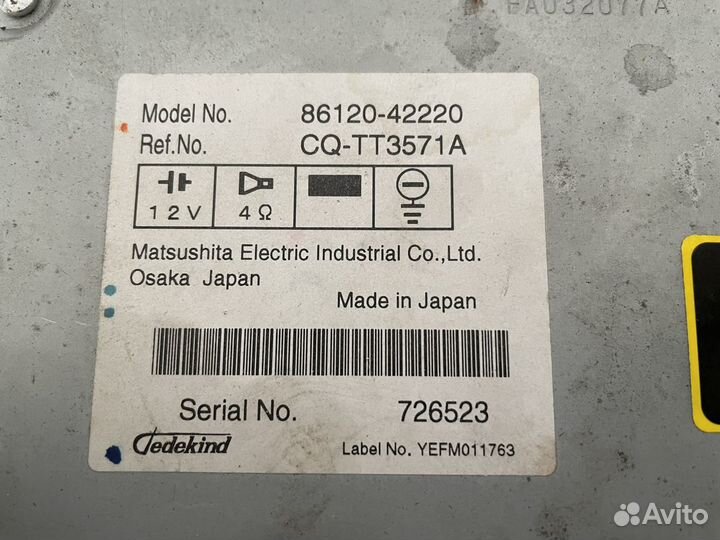 FA032077A
Model No. 86120-42220
Ref.No. CQ-TT3571A
12V 4Ω
Matsushita Electric Industrial Co.,Ltd.
Osaka Japan
Made in Japan
Serial No. 726523
Jedekind Label No. YEFM011763
Avito